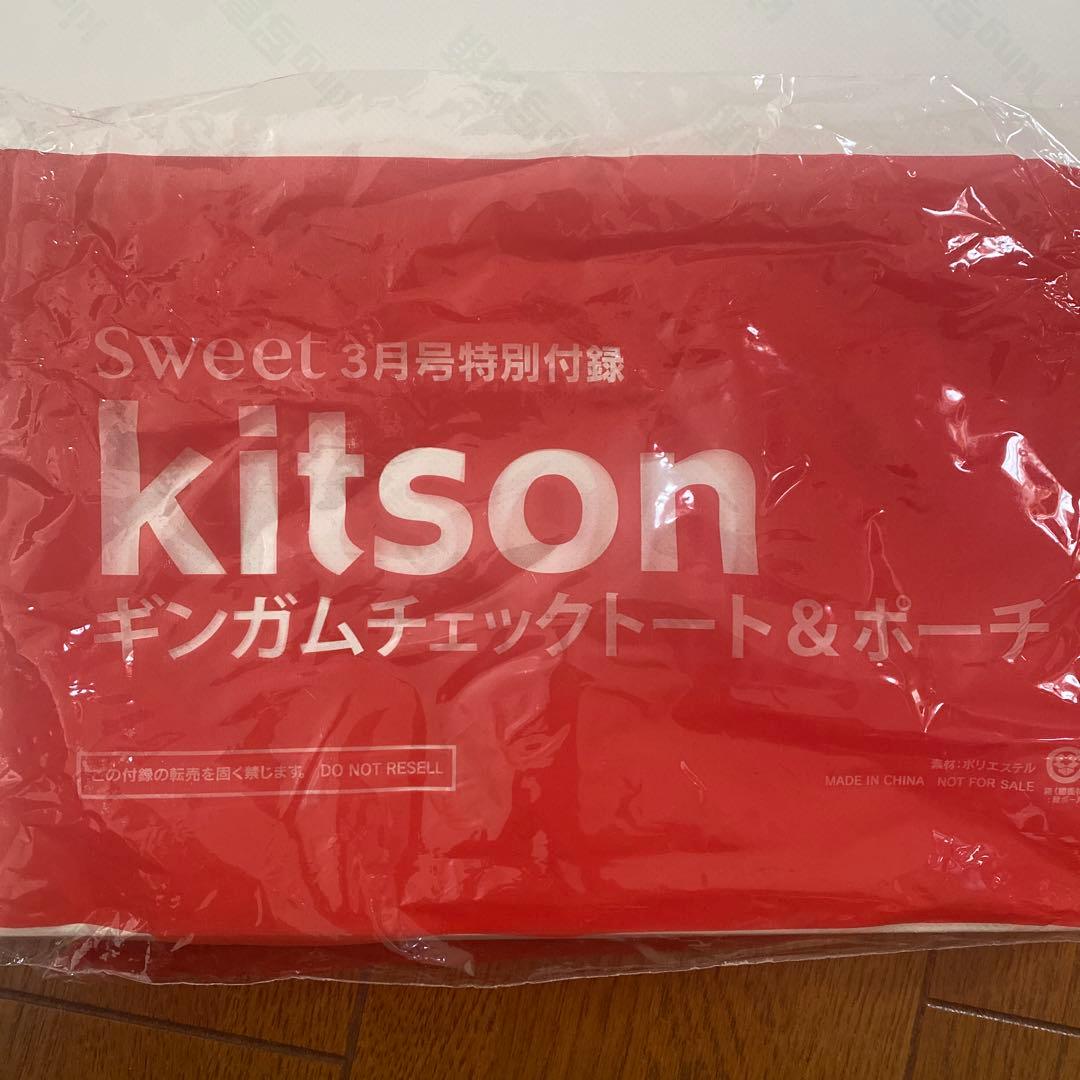 Sweet 3月号特別付録
kitson
ギンガムチェックトート&ポーチ
この付録の転売を固く禁じます。 DO NOT RESELL
素材:ポリエステル
MADE IN CHINA NOT FOR SALE